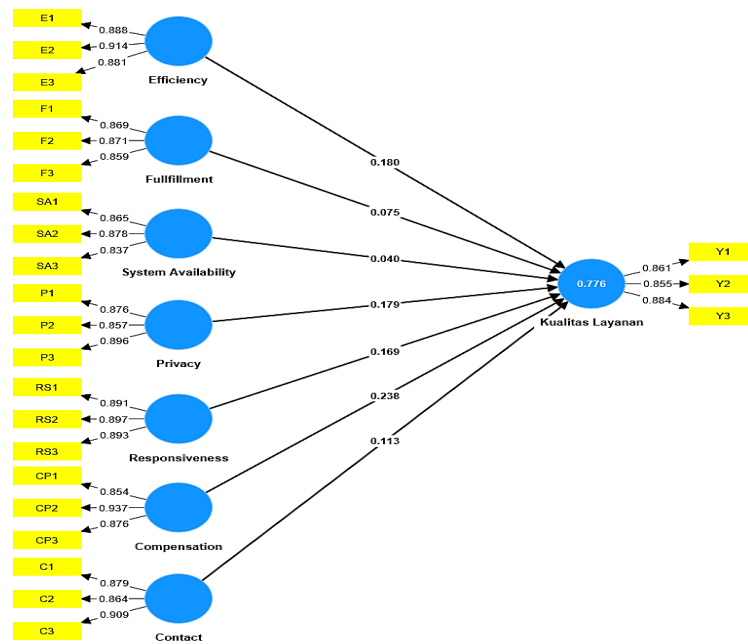 E1
0.888
E2
0.914
E3
0.881
Efficiency
F1
0.869
F2
0.871
F3
0.859
Fullfillment
SA1
0.865
SA2
0.878
SA3
0.837
System Availability
P1
0.876
P2
0.857
P3
0.896
Privacy
RS1
0.891
RS2
0.897
RS3
0.893
Responsiveness
CP1
0.854
CP2
0.937
CP3
0.876
Compensation
C1
0.879
C2
0.864
C3
0.909
Contact
0.180
0.075
0.040
0.179
0.169
0.238
0.113
0.776
Kualitas Layanan
0.861
Y1
0.855
Y2
0.884
Y3